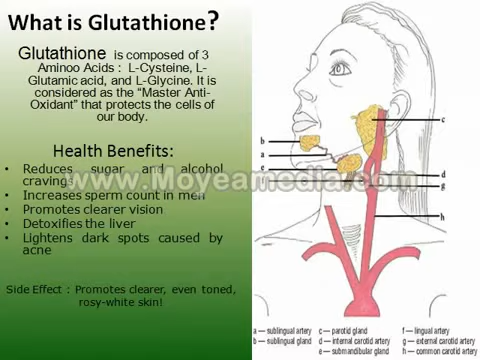 What is Glutathione?
Glutathione is composed of 3
Aminoo Acids : L-Cysteine, L-
Glutamic acid, and L-Glycine. It is
considered as the “Master Anti-
Oxidant” that protects the cells of
our body.
Health Benefits:
• Reduces sugar and alcohol
cravings
• Increases sperm count in men
• Promotes clearer vision
• Detoxifies the liver
• Lightens dark spots caused by
acne
Side Effect : Promotes clearer, even toned,
rosy-white skin!
www.Moyeamedia.com
b
a
e
c
d
g
h
a — sublingual artery c — parotid gland f — lingual artery
b — sublingual gland d — internal carotid artery g — external carotid artery
e — submandibular gland h — common carotid artery